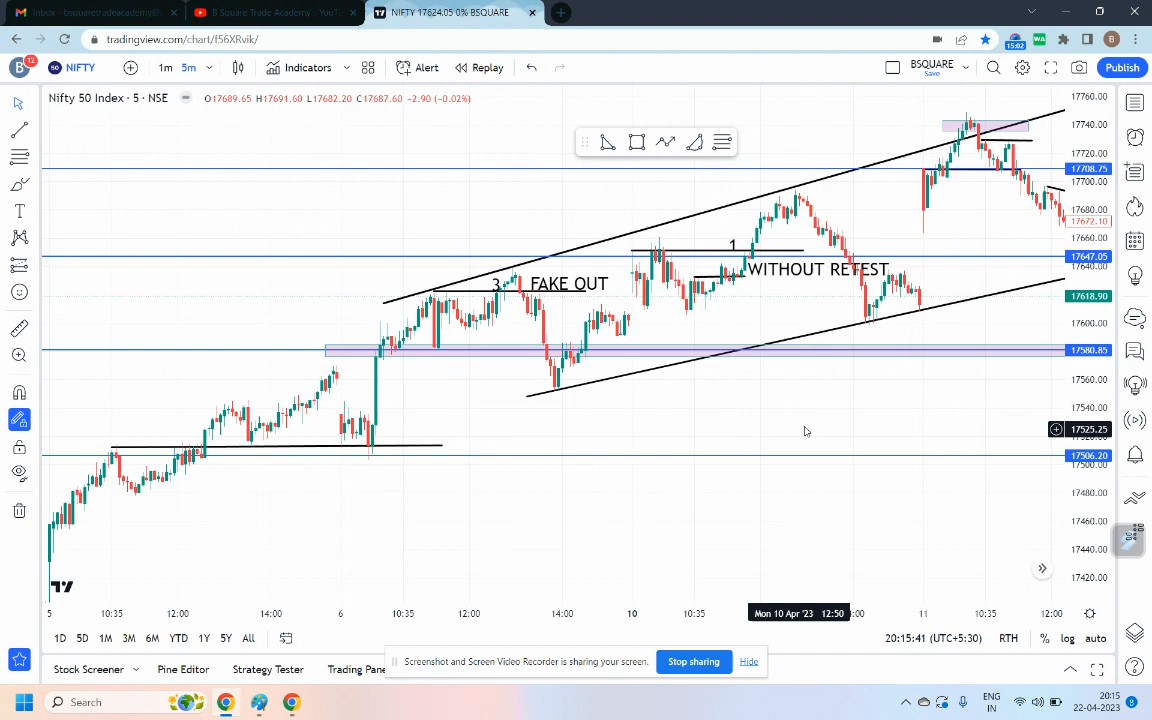 Inbox - bsquaretradeacademy@
B Square Trade Academy - YouT
NIFTY 17624.05 0% BSQUARE
tradingview.com/chart/f56XRvik/
15:02
WA
B
B
12
50
NIFTY
1m
5m
Indicators
Alert
Replay
BSQUARE
Save
Publish
Nifty 50 Index · 5 · NSE
O17689.65 H17691.60 L17682.20 C17687.60 −2.90 (−0.02%)
17760.00
17740.00
17720.00
17708.75
17700.00
17680.00
17672.10
17660.00
17647.05
17640.00
17618.90
17600.00
17580.85
17560.00
17540.00
17525.25
17506.20
17500.00
17480.00
17460.00
17440.00
17420.00
1
WITHOUT RETEST
3
FAKE OUT
5
10:35
12:00
14:00
6
10:35
12:00
14:00
10
10:35
Mon 10 Apr '23 12:50
11
10:35
12:00
1D
5D
1M
3M
6M
YTD
1Y
5Y
All
20:15:41 (UTC+5:30)
RTH
%
log
auto
Stock Screener
Pine Editor
Strategy Tester
Trading Pane
Screenshot and Screen Video Recorder is sharing your screen.
Stop sharing
Hide
Search
ENG
IN
20:15
22-04-2023